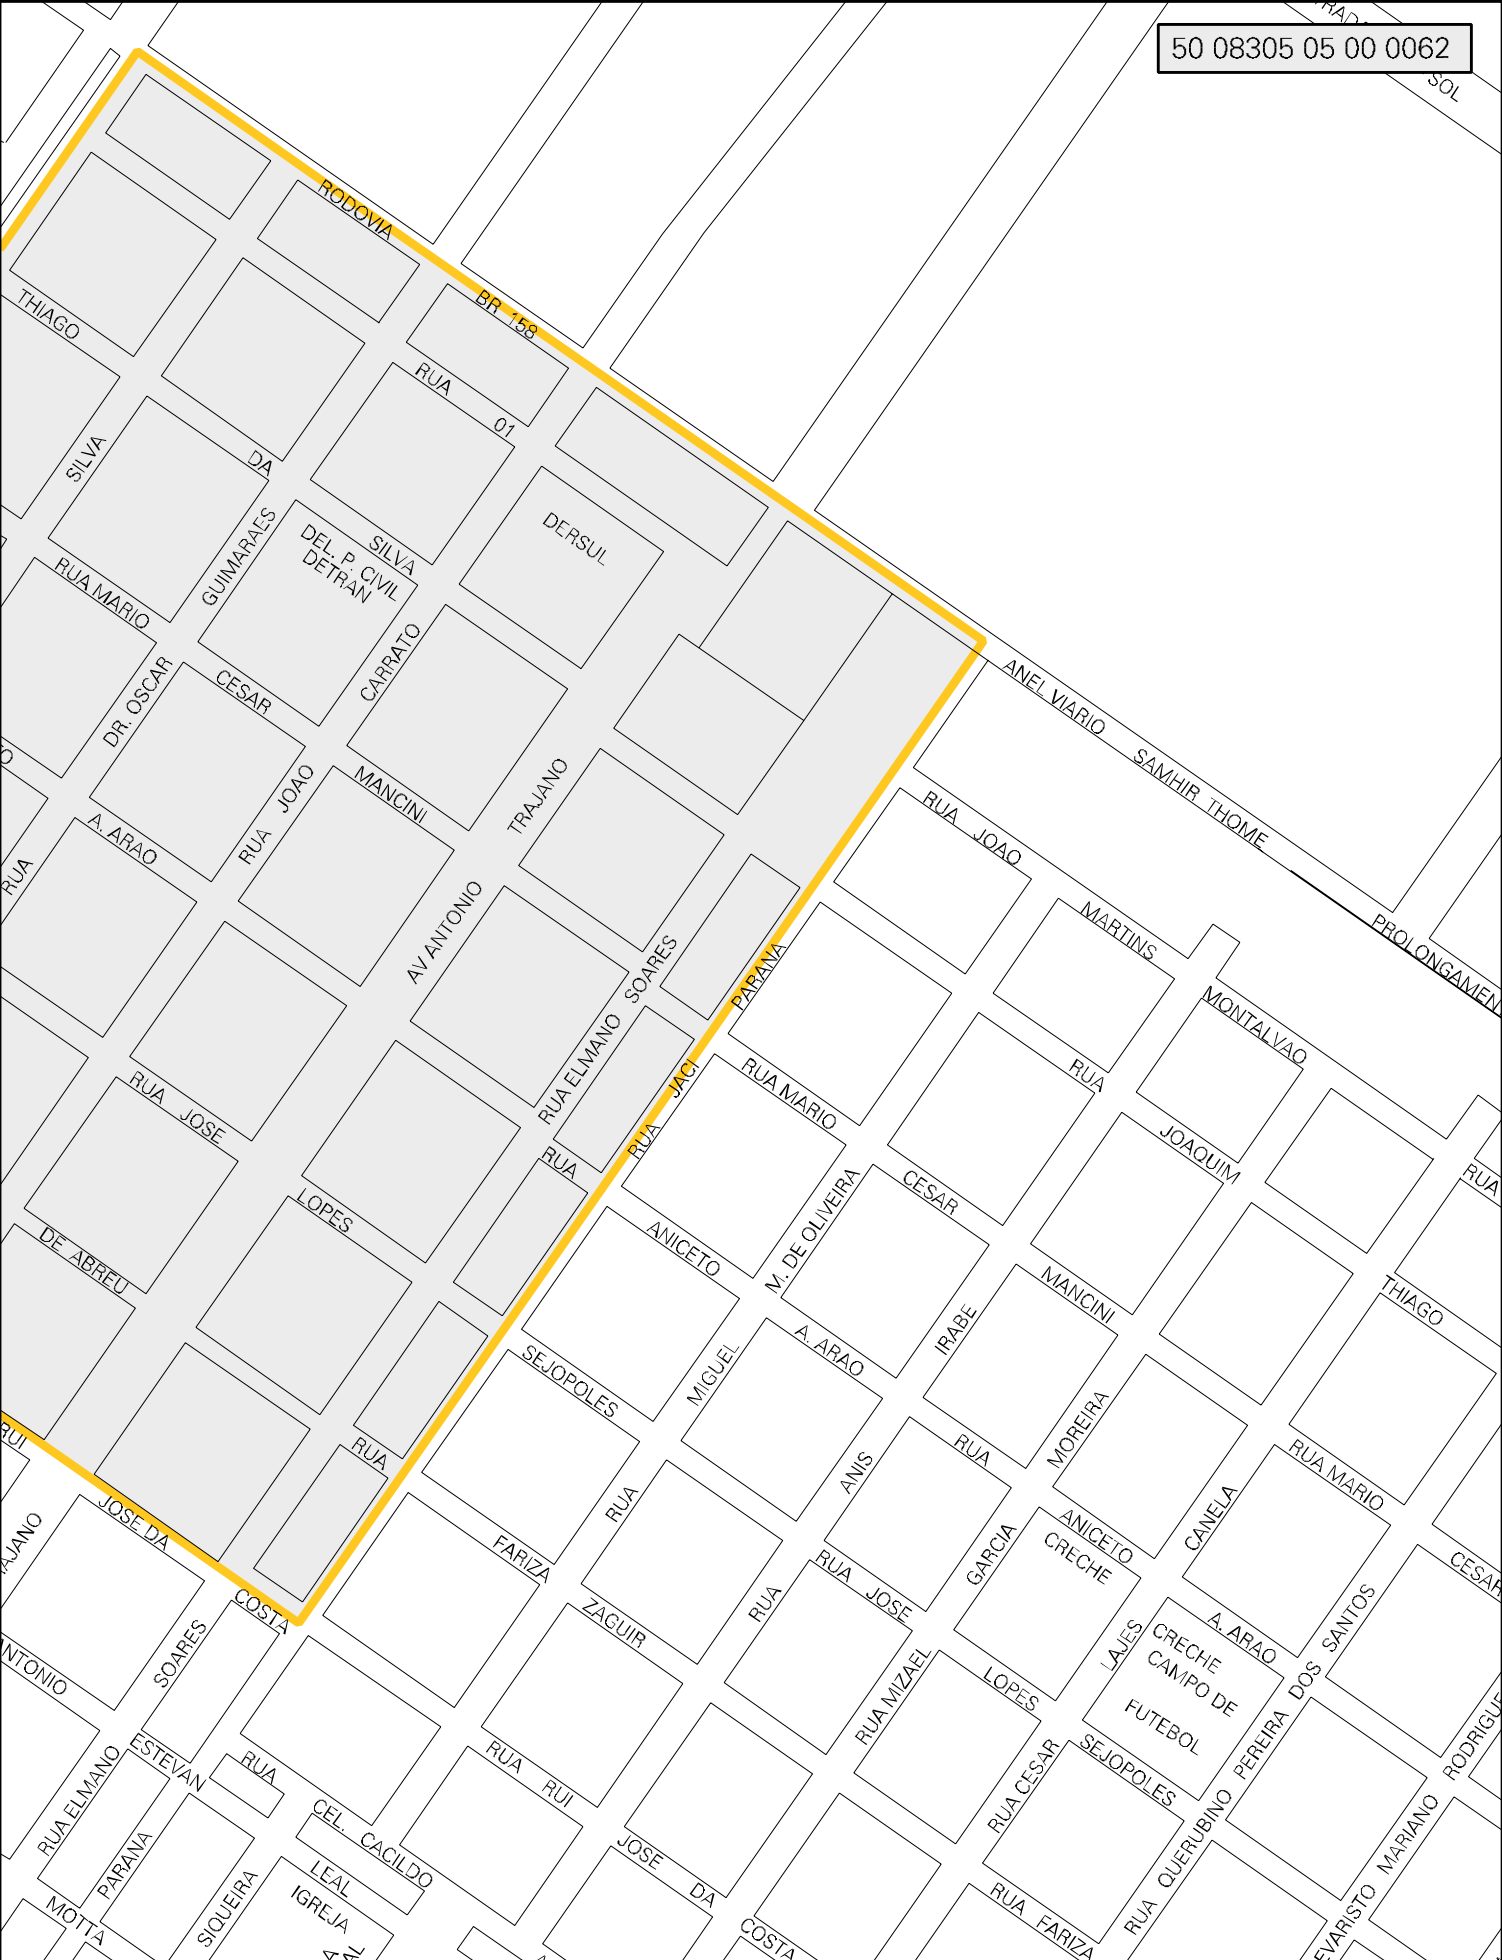 50 08305 05 00 0062
SOL
RODOVIA
BR 158
THIAGO
RUA
01
SILVA
DA
SILVA
DERSUL
DEL. P. CIVIL
DETRAN
GUIMARAES
RUA MARIO
CARRATO
DR. OSCAR
CESAR
ANEL VIARIO
SAMHIR THOME
PROLONGAMEN
RUA JOAO
MANCINI
TRAJANO
A. ARAO
RUA
RUA JOAO
MARTINS
MONTALVAO
AV ANTONIO
RUA ELMANO SOARES
PARANA
JACI
RUA
RUA JOSE
LOPES
DE ABREU
RUA
RUA MARIO
CESAR
MANCINI
RUA
JOAQUIM
RUA
THIAGO
RUA MARIO
CESAR
ANICETO
A. ARAO
RUA
ANICETO
A. ARAO
M. DE OLIVEIRA
MIGUEL
RUA
IRABE
ANIS
RUA
MOREIRA
GARCIA
RUA MIZAEL
CANELA
LAJES
RUA CESAR
SEJOPOLES
RUA JOSE
LOPES
SEJOPOLES
CRECHE
CRECHE
CAMPO DE
FUTEBOL
RUA
FARIZA
ZAGUIR
RUI
JOSE DA
COSTA
AJANO
SOARES
ANTONIO
ESTEVAN
RUA ELMANO
PARANA
MOTTA
SIQUEIRA
RUA
CEL. CACILDO
LEAL
IGREJA
RUA RUI
JOSE DA
COSTA
RUA FARIZA
RUA QUERUBINO PEREIRA DOS SANTOS
EVARISTO MARIANO
RODRIGU